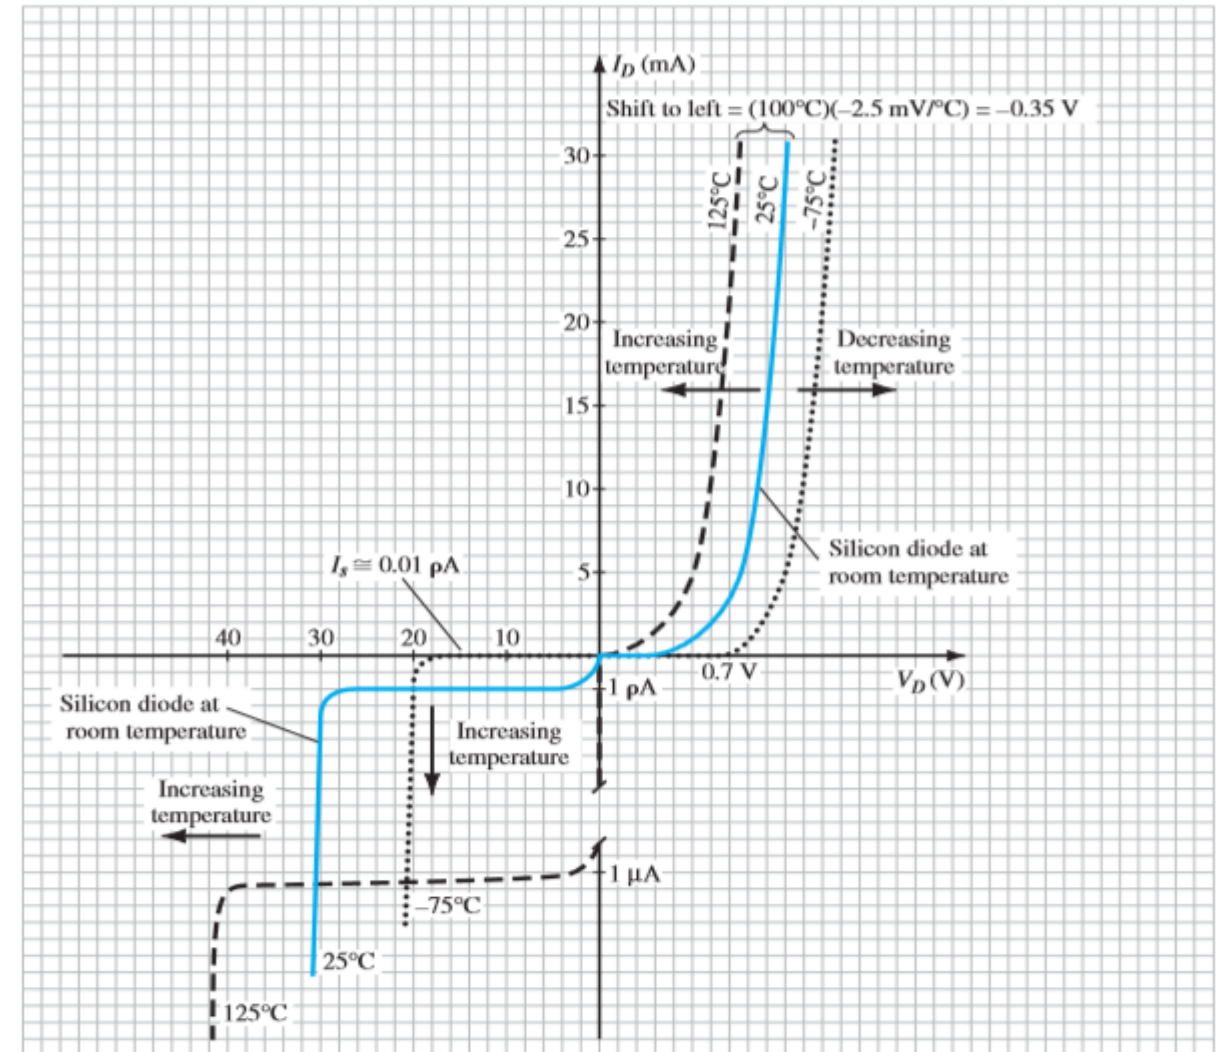 I_D (mA)
Shift to left = (100°C)(–2.5 mV/°C) = –0.35 V
30
125°C
25°C
–75°C
25
20
Increasing
temperature
Decreasing
temperature
15
10
Silicon diode at
room temperature
I_s ≅ 0.01 pA
5
40
30
20
10
0.7 V
V_D (V)
1 pA
Silicon diode at
room temperature
Increasing
temperature
Increasing
temperature
1 μA
–75°C
25°C
125°C